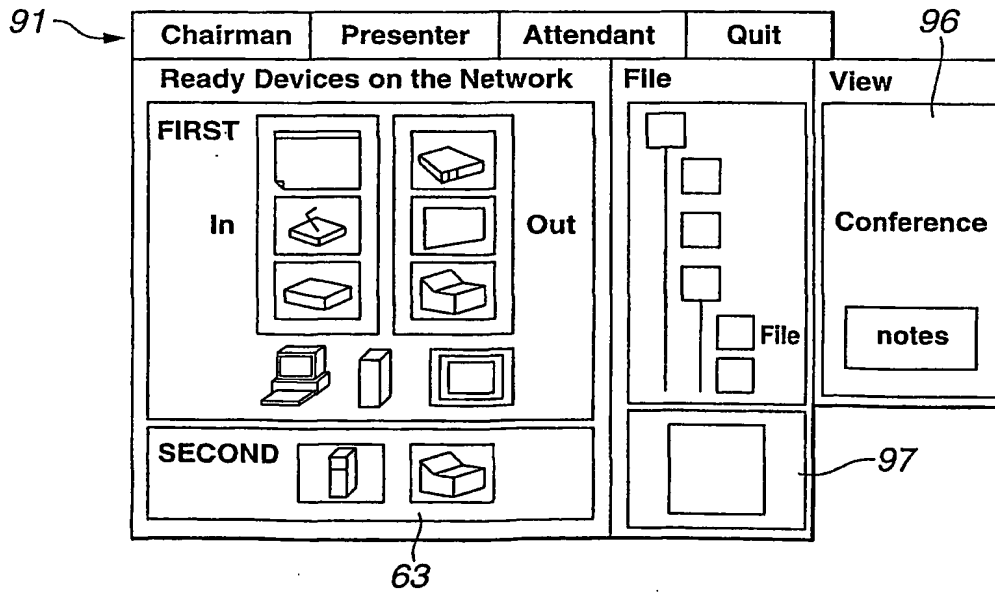 91
Chairman Presenter Attendant Quit
96
Ready Devices on the Network
File
View
FIRST
In
Out
Conference
File
notes
SECOND
97
63